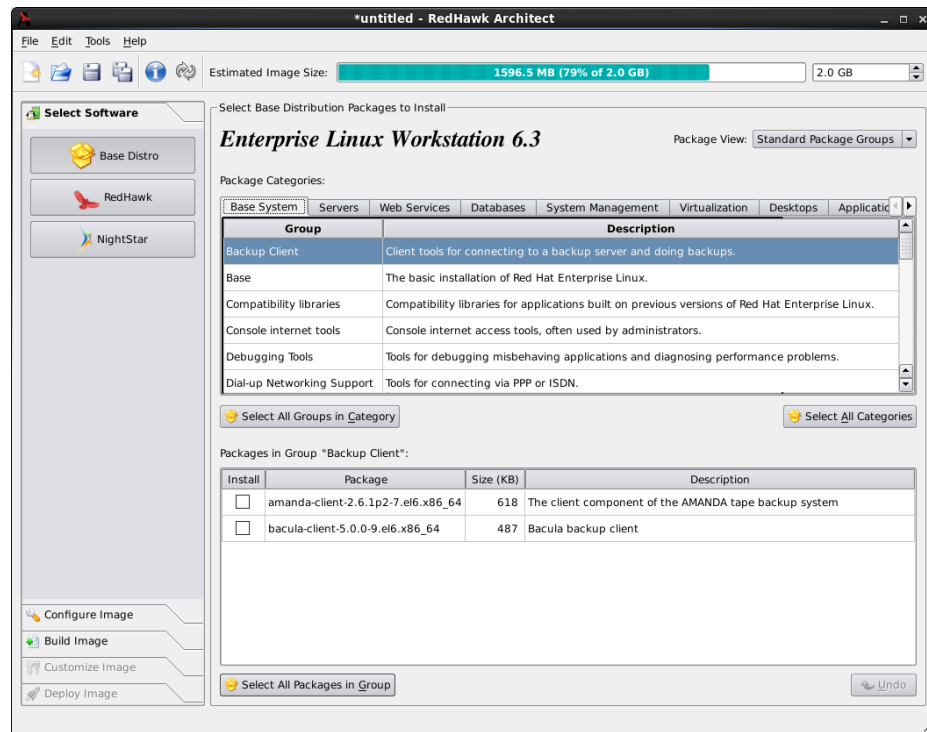 *untitled - RedHawk Architect
File Edit Tools Help
Estimated Image Size: 1596.5 MB (79% of 2.0 GB) 2.0 GB
Select Software
Base Distro
RedHawk
NightStar
Configure Image
Build Image
Customize Image
Deploy Image
Select Base Distribution Packages to Install
Enterprise Linux Workstation 6.3
Package View: Standard Package Groups
Package Categories:
Base System Servers Web Services Databases System Management Virtualization Desktops Applicatic
Group Description
Backup Client Client tools for connecting to a backup server and doing backups.
Base The basic installation of Red Hat Enterprise Linux.
Compatibility libraries Compatibility libraries for applications built on previous versions of Red Hat Enterprise Linux.
Console internet tools Console internet access tools, often used by administrators.
Debugging Tools Tools for debugging misbehaving applications and diagnosing performance problems.
Dial-up Networking Support Tools for connecting via PPP or ISDN.
Select All Groups in Category Select All Categories
Packages in Group "Backup Client":
Install Package Size (KB) Description
amanda-client-2.6.1p2-7.el6.x86_64 618 The client component of the AMANDA tape backup system
bacula-client-5.0.0-9.el6.x86_64 487 Bacula backup client
Select All Packages in Group Undo